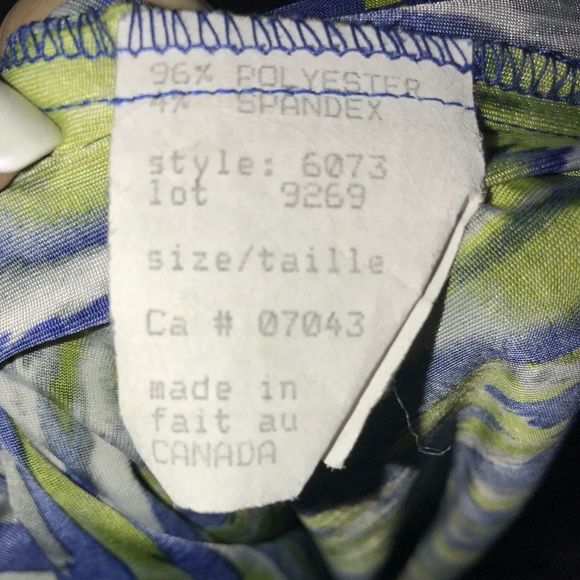 96% POLYESTER
4% SPANDEX
style: 6073
lot 9269
size/taille
Ca # 07043
made in
fait au
CANADA